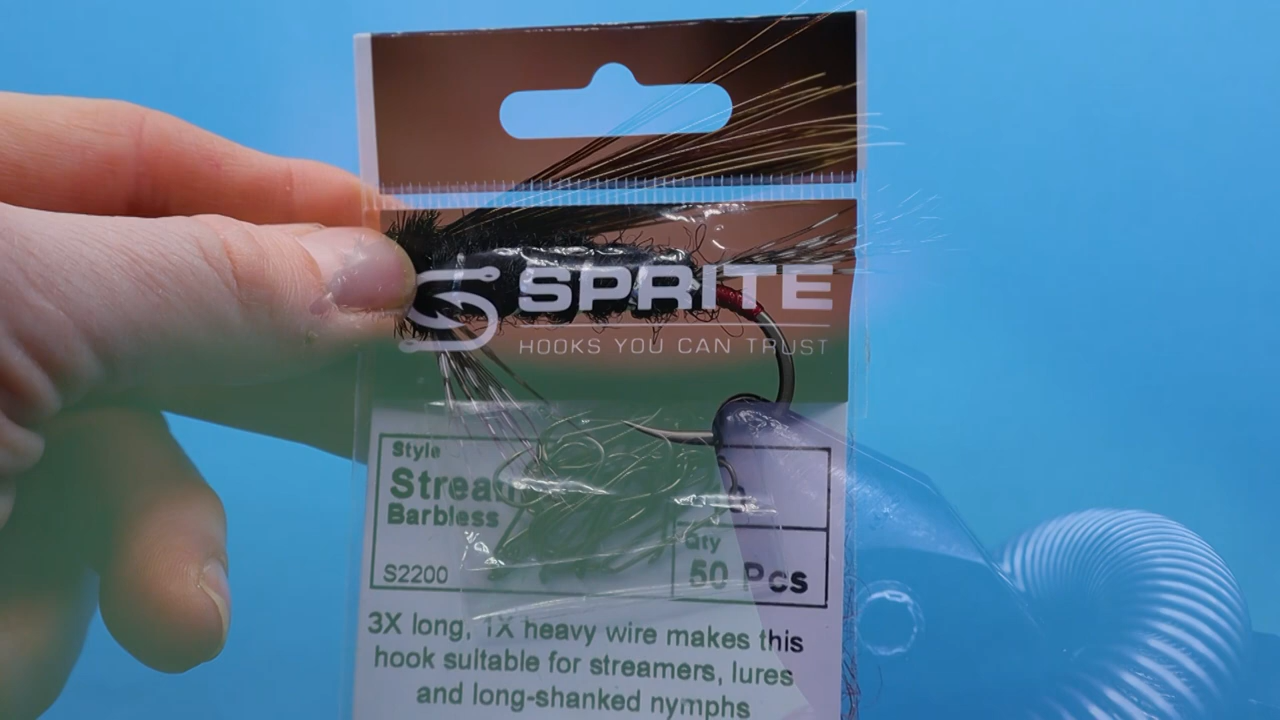 SPRITE
HOOKS YOU CAN TRUST
Style
Barbless
S2200
Qty
50 Pcs
3X long, 1X heavy wire makes this
hook suitable for streamers, lures
and long-shanked nymphs